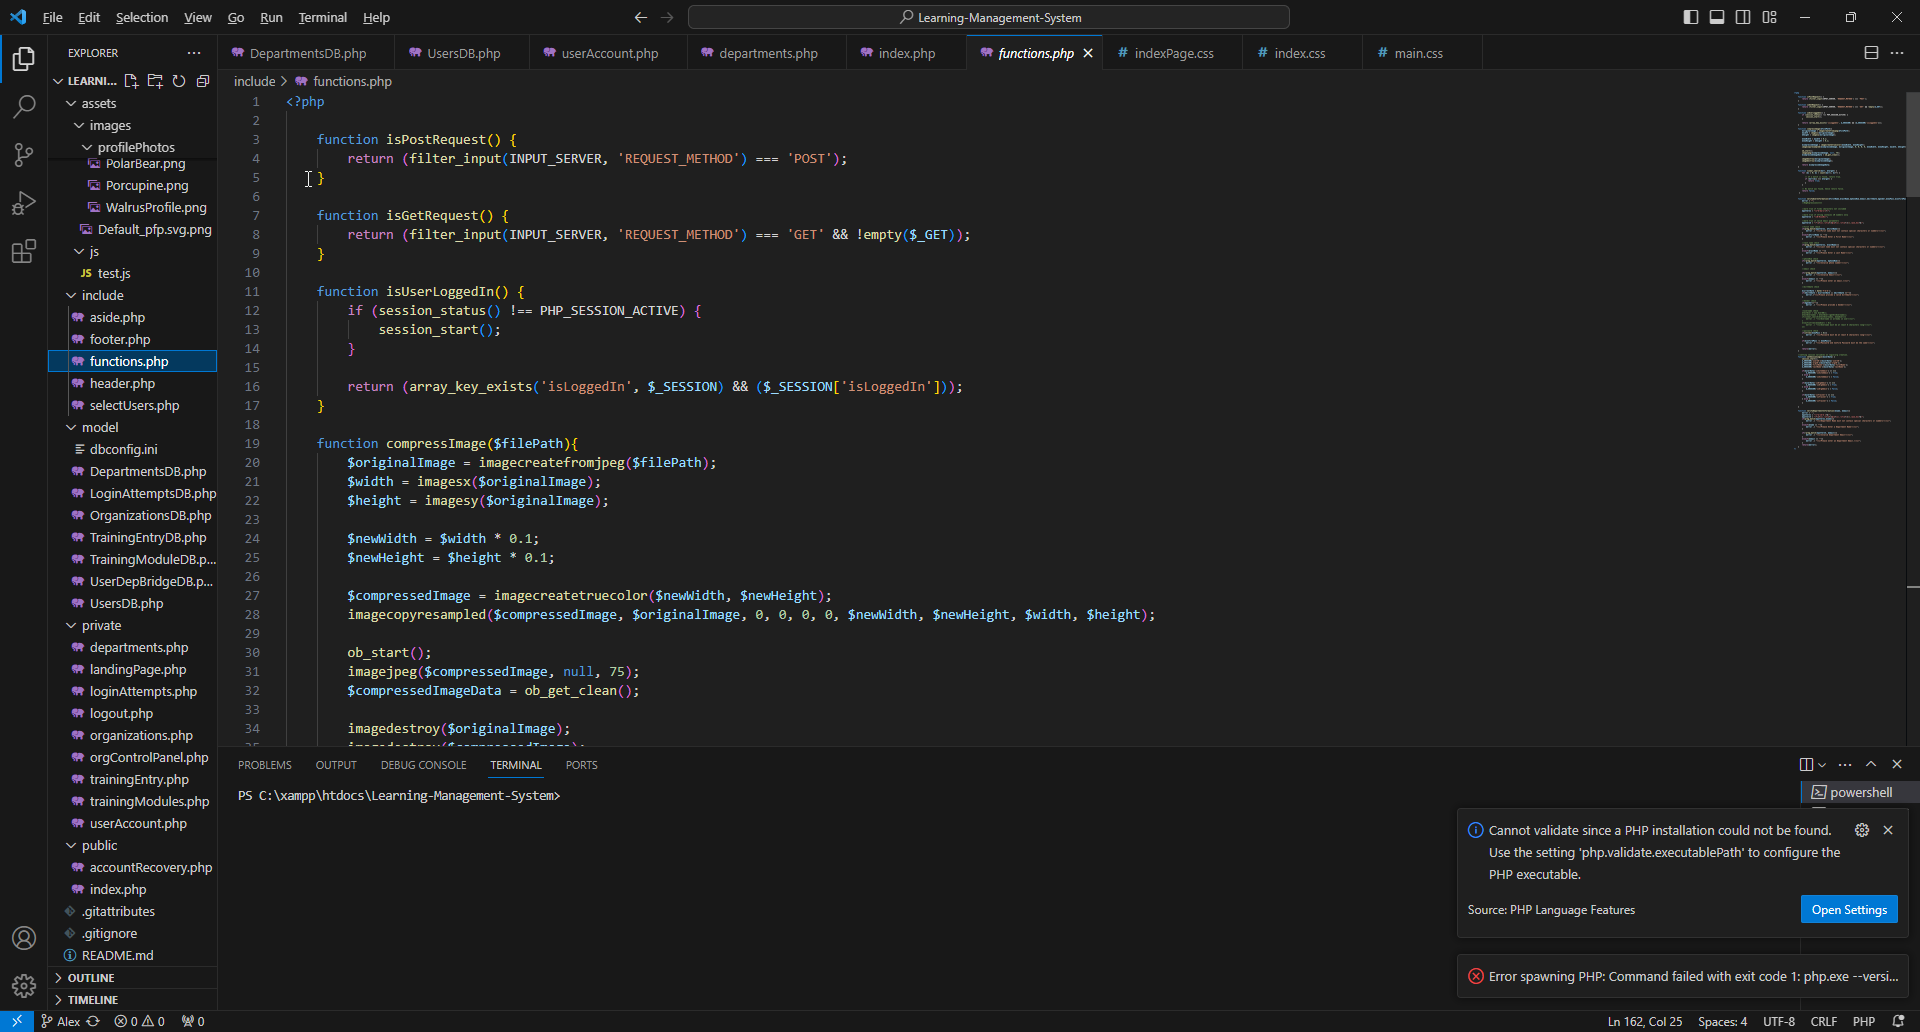 File Edit Selection View Go Run Terminal Help
Learning-Management-System
EXPLORER
LEARNI...
assets
images
profilePhotos
PolarBear.png
Porcupine.png
WalrusProfile.png
Default_pfp.svg.png
js
JS test.js
include
aside.php
footer.php
functions.php
header.php
selectUsers.php
model
dbconfig.ini
DepartmentsDB.php
LoginAttemptsDB.php
OrganizationsDB.php
TrainingEntryDB.php
TrainingModuleDB.p...
UserDepBridgeDB.p...
UsersDB.php
private
departments.php
landingPage.php
loginAttempts.php
logout.php
organizations.php
orgControlPanel.php
trainingEntry.php
trainingModules.php
userAccount.php
public
accountRecovery.php
index.php
.gitattributes
.gitignore
README.md
OUTLINE
TIMELINE
DepartmentsDB.php UsersDB.php userAccount.php departments.php index.php functions.php # indexPage.css # index.css # main.css
include > functions.php
1 <?php
2
3 function isPostRequest() {
4 return (filter_input(INPUT_SERVER, 'REQUEST_METHOD') === 'POST');
5 }
6
7 function isGetRequest() {
8 return (filter_input(INPUT_SERVER, 'REQUEST_METHOD') === 'GET' && !empty($_GET));
9 }
10
11 function isUserLoggedIn() {
12 if (session_status() !== PHP_SESSION_ACTIVE) {
13 session_start();
14 }
15
16 return (array_key_exists('isLoggedIn', $_SESSION) && ($_SESSION['isLoggedIn']));
17 }
18
19 function compressImage($filePath){
20 $originalImage = imagecreatefromjpeg($filePath);
21 $width = imagesx($originalImage);
22 $height = imagesy($originalImage);
23
24 $newWidth = $width * 0.1;
25 $newHeight = $height * 0.1;
26
27 $compressedImage = imagecreatetruecolor($newWidth, $newHeight);
28 imagecopyresampled($compressedImage, $originalImage, 0, 0, 0, 0, $newWidth, $newHeight, $width, $height);
29
30 ob_start();
31 imagejpeg($compressedImage, null, 75);
32 $compressedImageData = ob_get_clean();
33
34 imagedestroy($originalImage);
35 imagedestroy($compressedImage);
PROBLEMS OUTPUT DEBUG CONSOLE TERMINAL PORTS
PS C:\xampp\htdocs\Learning-Management-System>
powershell
Cannot validate since a PHP installation could not be found.
Use the setting 'php.validate.executablePath' to configure the
PHP executable.
Source: PHP Language Features
Open Settings
Error spawning PHP: Command failed with exit code 1: php.exe --versi...
Alex 0 0 0
Ln 162, Col 25 Spaces: 4 UTF-8 CRLF PHP